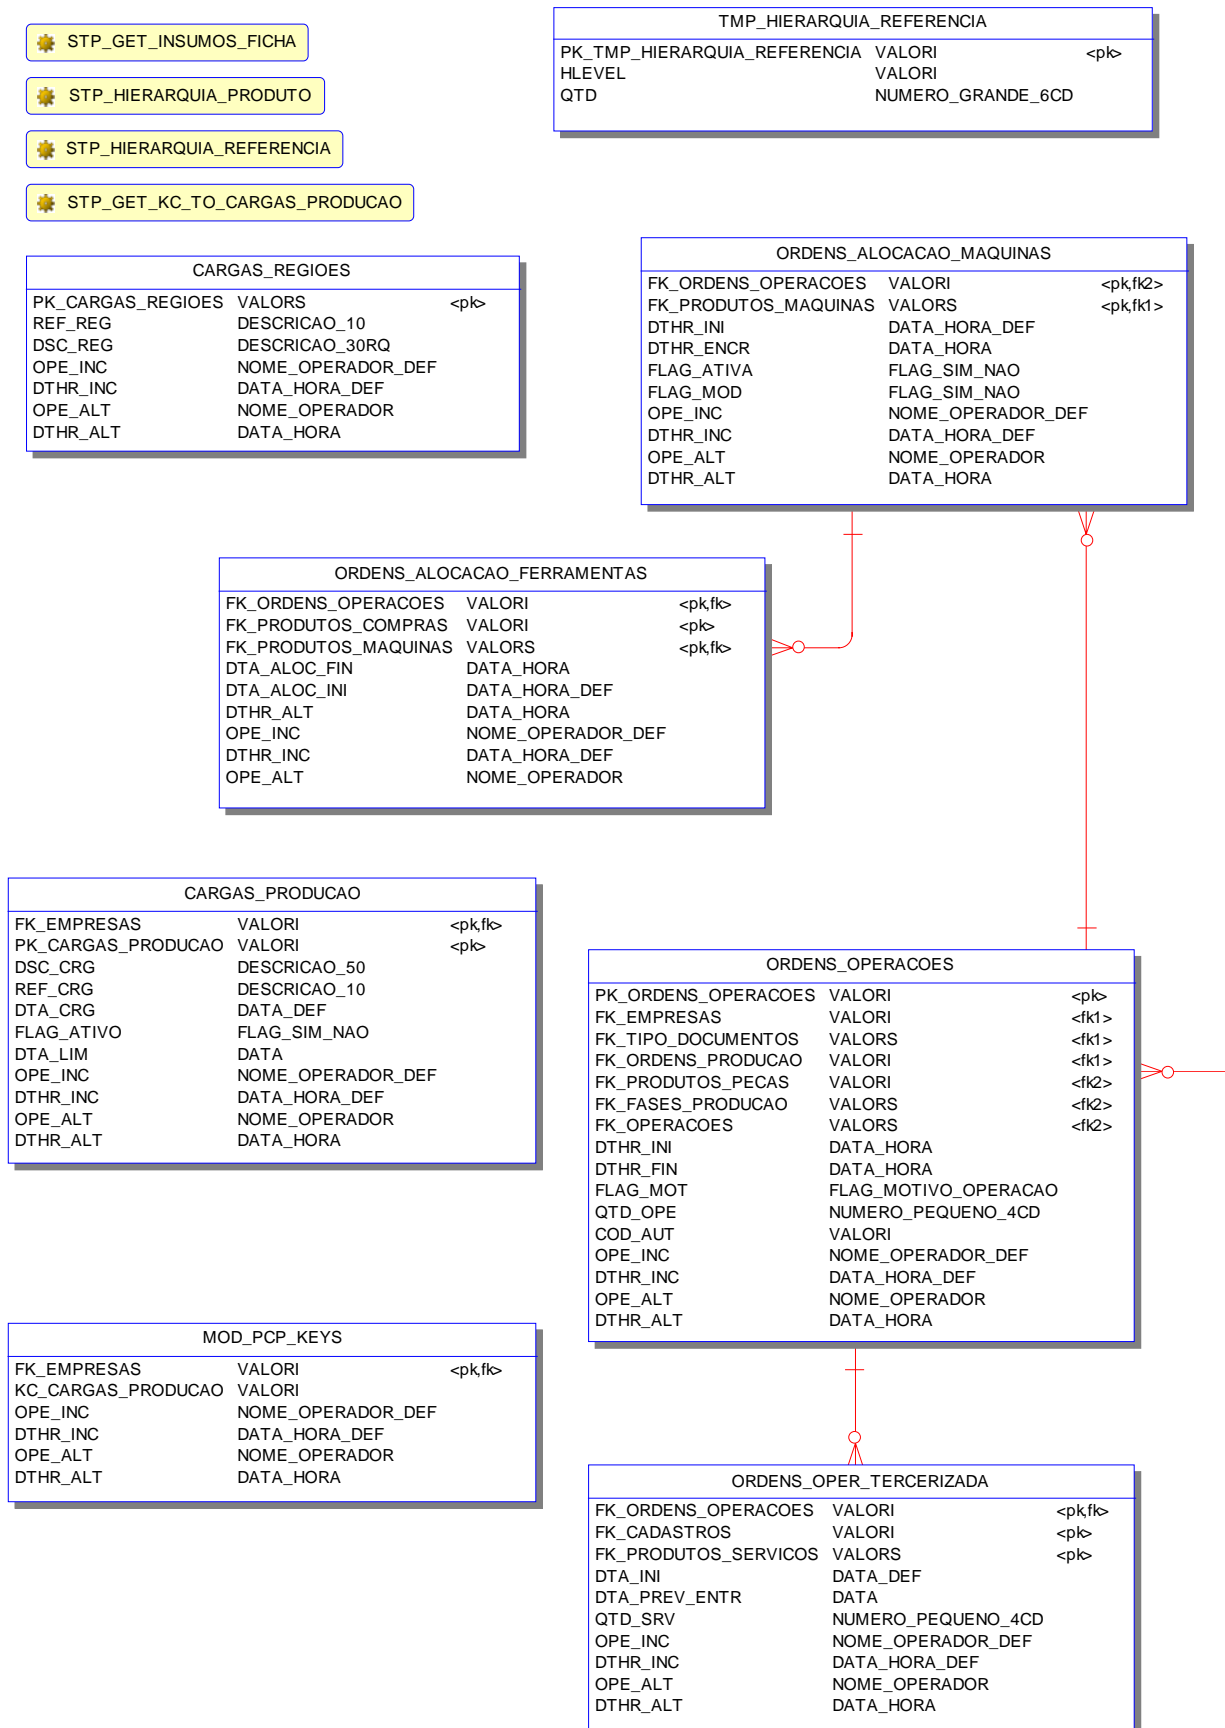 STP_GET_INSUMOS_FICHA
STP_HIERARQUIA_PRODUTO
STP_HIERARQUIA_REFERENCIA
STP_GET_KC_TO_CARGAS_PRODUCAO
TMP_HIERARQUIA_REFERENCIA
PK_TMP_HIERARQUIA_REFERENCIA VALORI <pk>
HLEVEL VALORI
QTD NUMERO_GRANDE_6CD
CARGAS_REGIOES
PK_CARGAS_REGIOES VALORS <pk>
REF_REG DESCRICAO_10
DSC_REG DESCRICAO_30RQ
OPE_INC NOME_OPERADOR_DEF
DTHR_INC DATA_HORA_DEF
OPE_ALT NOME_OPERADOR
DTHR_ALT DATA_HORA
ORDENS_ALOCACAO_MAQUINAS
FK_ORDENS_OPERACOES VALORI <pk,fk2>
FK_PRODUTOS_MAQUINAS VALORS <pk,fk1>
DTHR_INI DATA_HORA_DEF
DTHR_ENCR DATA_HORA
FLAG_ATIVA FLAG_SIM_NAO
FLAG_MOD FLAG_SIM_NAO
OPE_INC NOME_OPERADOR_DEF
DTHR_INC DATA_HORA_DEF
OPE_ALT NOME_OPERADOR
DTHR_ALT DATA_HORA
ORDENS_ALOCACAO_FERRAMENTAS
FK_ORDENS_OPERACOES VALORI <pk,fk>
FK_PRODUTOS_COMPRAS VALORI <pk>
FK_PRODUTOS_MAQUINAS VALORS <pk,fk>
DTA_ALOC_FIN DATA_HORA
DTA_ALOC_INI DATA_HORA_DEF
DTHR_ALT DATA_HORA
OPE_INC NOME_OPERADOR_DEF
DTHR_INC DATA_HORA_DEF
OPE_ALT NOME_OPERADOR
CARGAS_PRODUCAO
FK_EMPRESAS VALORI <pk,fk>
PK_CARGAS_PRODUCAO VALORI <pk>
DSC_CRG DESCRICAO_50
REF_CRG DESCRICAO_10
DTA_CRG DATA_DEF
FLAG_ATIVO FLAG_SIM_NAO
DTA_LIM DATA
OPE_INC NOME_OPERADOR_DEF
DTHR_INC DATA_HORA_DEF
OPE_ALT NOME_OPERADOR
DTHR_ALT DATA_HORA
ORDENS_OPERACOES
PK_ORDENS_OPERACOES VALORI <pk>
FK_EMPRESAS VALORI <fk1>
FK_TIPO_DOCUMENTOS VALORS <fk1>
FK_ORDENS_PRODUCAO VALORI <fk1>
FK_PRODUTOS_PECAS VALORI <fk2>
FK_FASES_PRODUCAO VALORS <fk2>
FK_OPERACOES VALORS <fk2>
DTHR_INI DATA_HORA
DTHR_FIN DATA_HORA
FLAG_MOT FLAG_MOTIVO_OPERACAO
QTD_OPE NUMERO_PEQUENO_4CD
COD_AUT VALORI
OPE_INC NOME_OPERADOR_DEF
DTHR_INC DATA_HORA_DEF
OPE_ALT NOME_OPERADOR
DTHR_ALT DATA_HORA
MOD_PCP_KEYS
FK_EMPRESAS VALORI <pk,fk>
KC_CARGAS_PRODUCAO VALORI
OPE_INC NOME_OPERADOR_DEF
DTHR_INC DATA_HORA_DEF
OPE_ALT NOME_OPERADOR
DTHR_ALT DATA_HORA
ORDENS_OPER_TERCERIZADA
FK_ORDENS_OPERACOES VALORI <pk,fk>
FK_CADASTROS VALORI <pk>
FK_PRODUTOS_SERVICOS VALORS <pk>
DTA_INI DATA_DEF
DTA_PREV_ENTR DATA
QTD_SRV NUMERO_PEQUENO_4CD
OPE_INC NOME_OPERADOR_DEF
DTHR_INC DATA_HORA_DEF
OPE_ALT NOME_OPERADOR
DTHR_ALT DATA_HORA